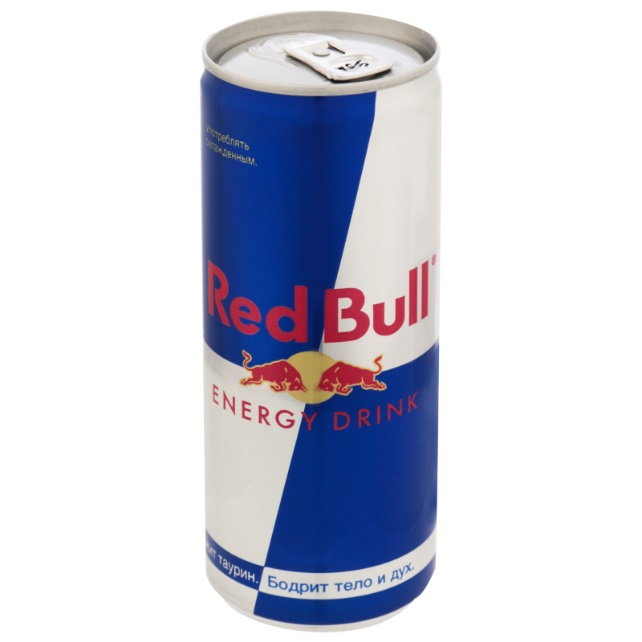 Употреблять
охлажденным.
Red Bull®
ENERGY DRINK
таурин. Бодрит тело и дух.